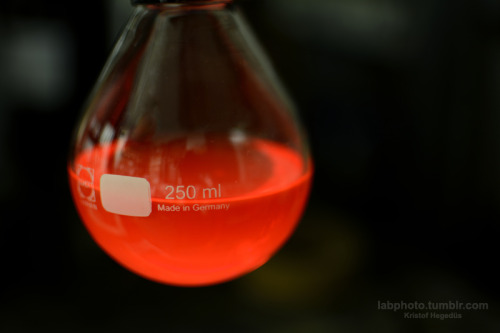 250 ml
Made in Germany
labphoto.tumblr.com
Kristof Hegedüs